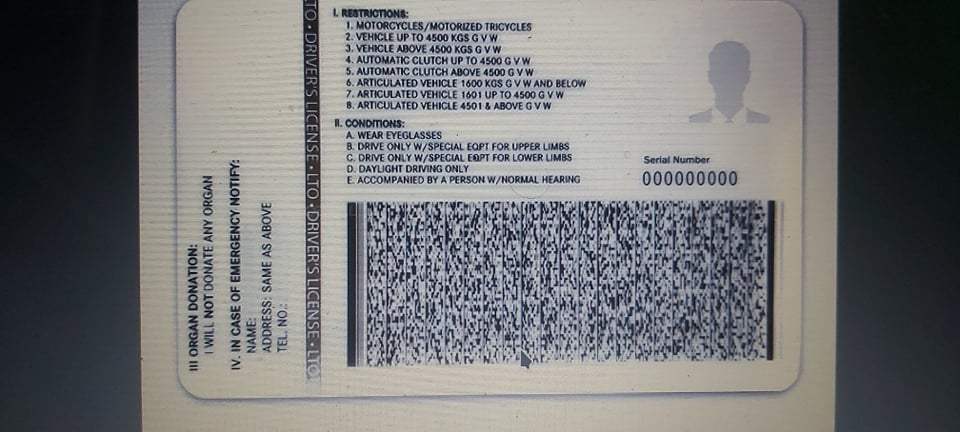 I. RESTRICTIONS:
1. MOTORCYCLES/MOTORIZED TRICYCLES
2. VEHICLE UP TO 4500 KGS G V W
3. VEHICLE ABOVE 4500 KGS G V W
4. AUTOMATIC CLUTCH UP TO 4500 G V W
5. AUTOMATIC CLUTCH ABOVE 4500 G V W
6. ARTICULATED VEHICLE 1600 KGS G V W AND BELOW
7. ARTICULATED VEHICLE 1601 UP TO 4500 G V W
8. ARTICULATED VEHICLE 4501 & ABOVE G V W
II. CONDITIONS:
A. WEAR EYEGLASSES
B. DRIVE ONLY W/SPECIAL EQPT FOR UPPER LIMBS
C. DRIVE ONLY W/SPECIAL EQPT FOR LOWER LIMBS
D. DAYLIGHT DRIVING ONLY
E. ACCOMPANIED BY A PERSON W/NORMAL HEARING
Serial Number
000000000
TO • DRIVER'S LICENSE • LTO • DRIVER'S LICENSE • LTO
III ORGAN DONATION:
I WILL NOT DONATE ANY ORGAN
IV. IN CASE OF EMERGENCY NOTIFY:
NAME:
ADDRESS: SAME AS ABOVE
TEL. NO.: